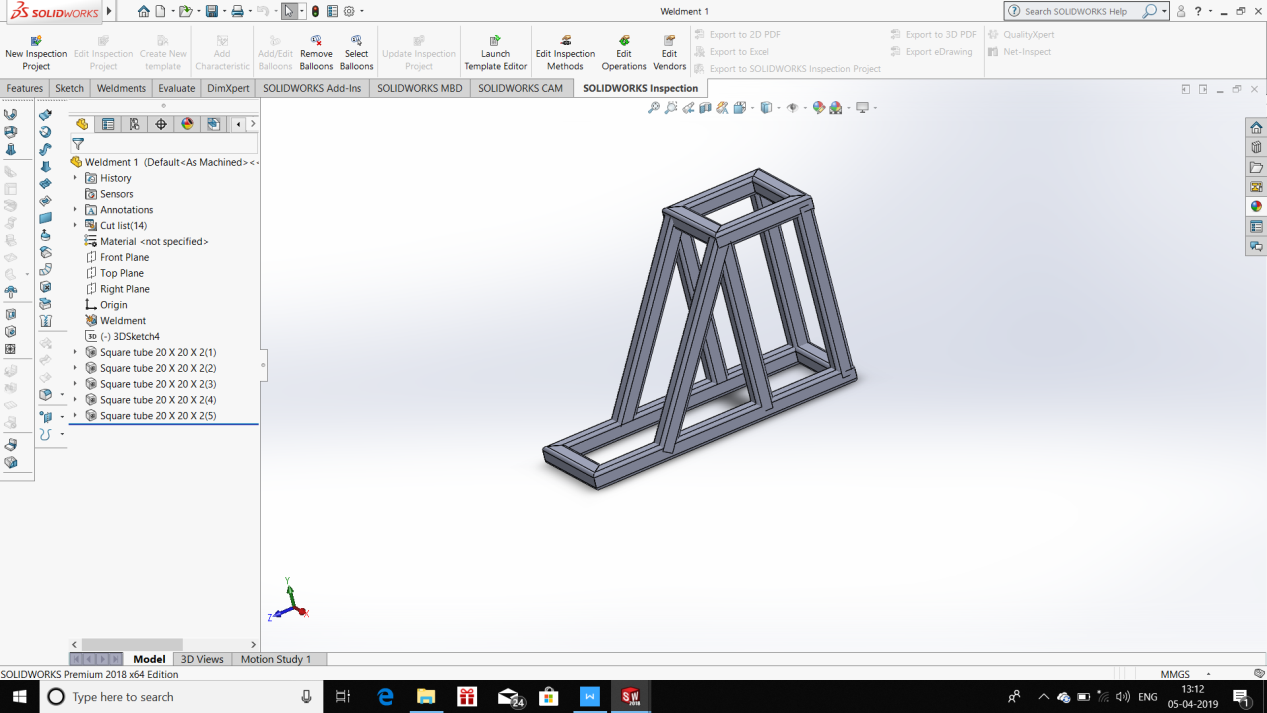 SOLIDWORKS
Weldment 1
Search SOLIDWORKS Help
New Inspection Project
Edit Inspection Project
Create New template
Add Characteristic
Add/Edit Balloons
Remove Balloons
Select Balloons
Update Inspection Project
Launch Template Editor
Edit Inspection Methods
Edit Operations
Edit Vendors
Export to 2D PDF
Export to Excel
Export to SOLIDWORKS Inspection Project
Export to 3D PDF
Export eDrawing
QualityXpert
Net-Inspect
Features Sketch Weldments Evaluate DimXpert SOLIDWORKS Add-Ins SOLIDWORKS MBD SOLIDWORKS CAM SOLIDWORKS Inspection
Weldment 1 (Default<As Machined><-
History
Sensors
Annotations
Cut list(14)
Material <not specified>
Front Plane
Top Plane
Right Plane
Origin
Weldment
3D (-) 3DSketch4
Square tube 20 X 20 X 2(1)
Square tube 20 X 20 X 2(2)
Square tube 20 X 20 X 2(3)
Square tube 20 X 20 X 2(4)
Square tube 20 X 20 X 2(5)
Y
Z X
Model 3D Views Motion Study 1
SOLIDWORKS Premium 2018 x64 Edition MMGS
Type here to search
24
SW 2018
ENG
13:12
05-04-2019
1